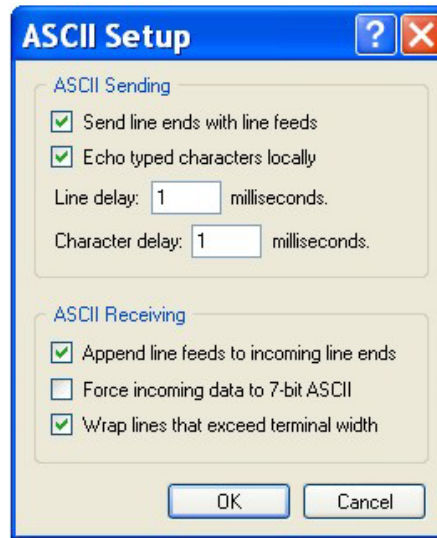 ASCII Setup
ASCII Sending
Send line ends with line feeds
Echo typed characters locally
Line delay: 1 milliseconds.
Character delay: 1 milliseconds.
ASCII Receiving
Append line feeds to incoming line ends
Force incoming data to 7-bit ASCII
Wrap lines that exceed terminal width
OK Cancel